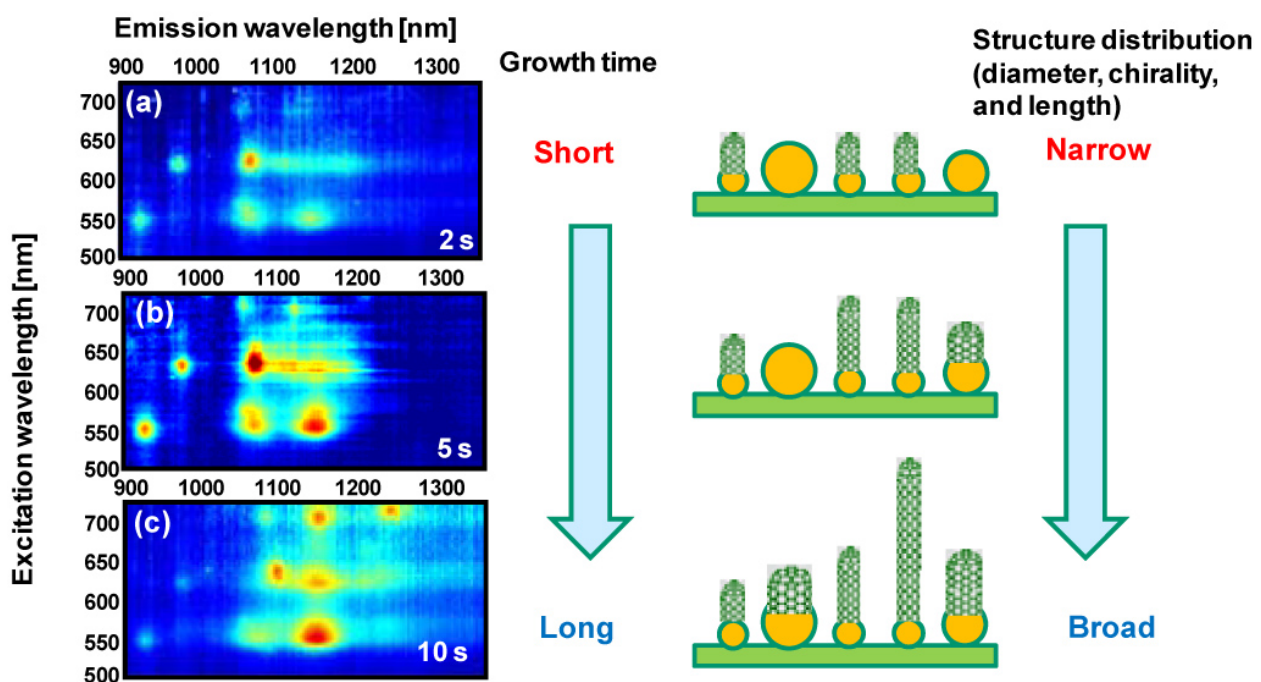 Emission wavelength [nm]
900 1000 1100 1200 1300
Growth time
Structure distribution
(diameter, chirality,
and length)
Excitation wavelength [nm]
700
650
600
550
500
(a)
2 s
Short
Narrow
900 1000 1100 1200 1300
700
650
600
550
500
(b)
5 s
900 1000 1100 1200 1300
700
650
600
550
500
(c)
10 s
Long
Broad